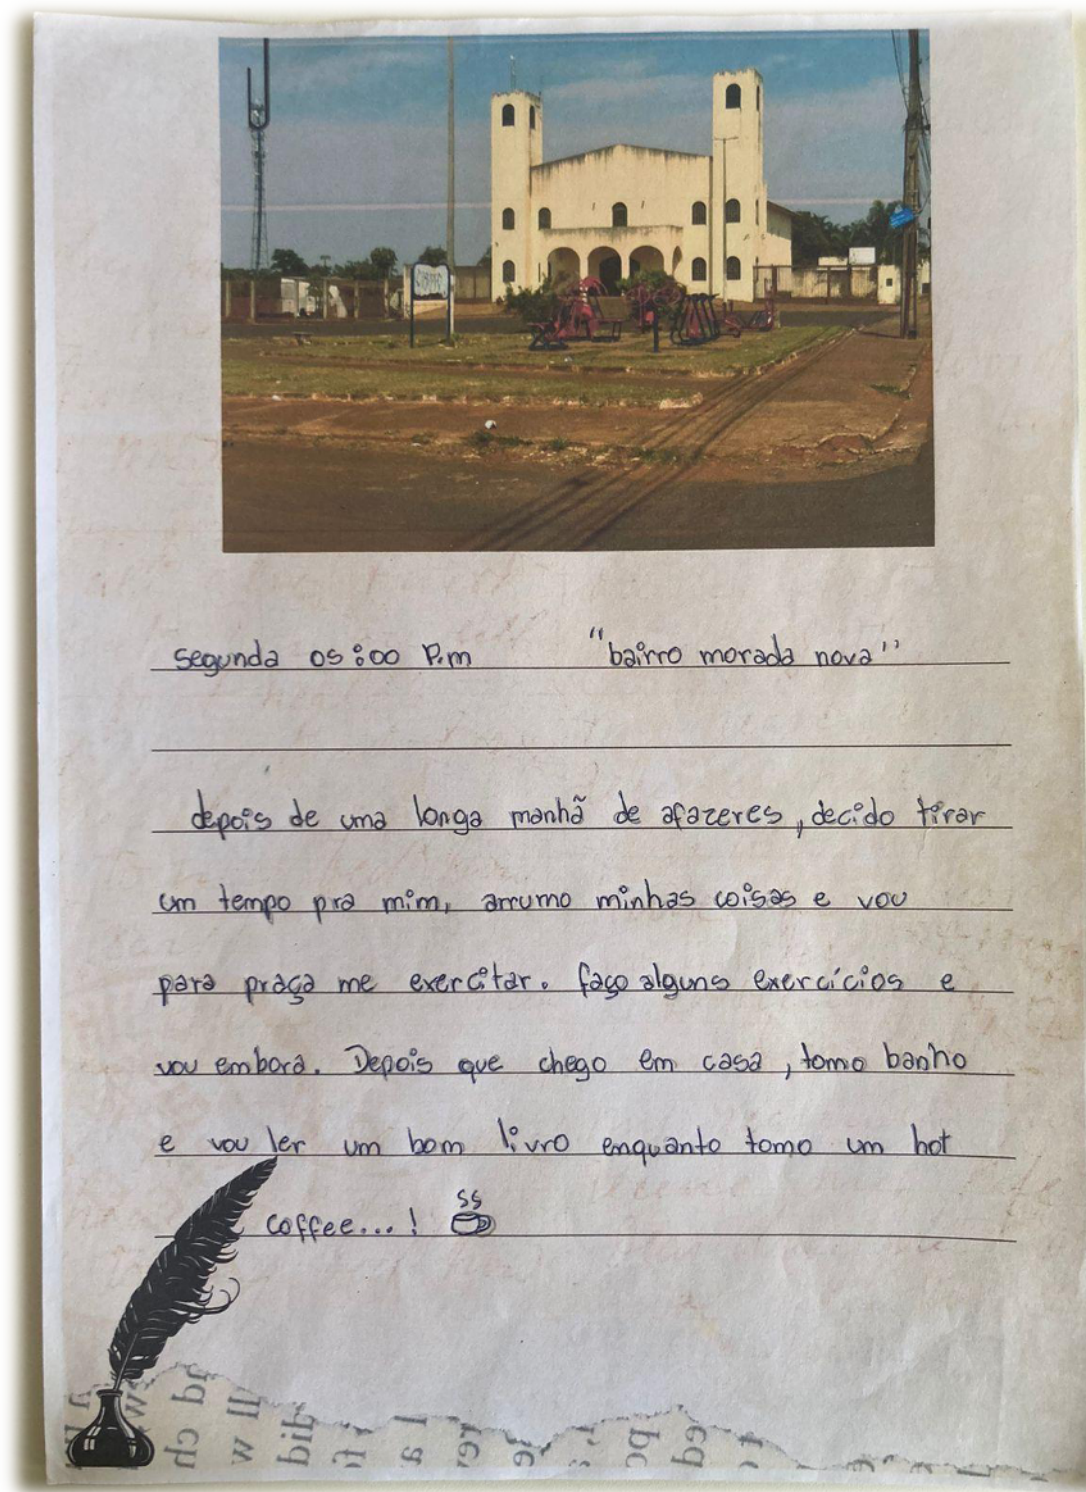 segunda 05:00 P.m "bairro morada nova"
depois de uma longa manhã de afazeres, decido tirar
um tempo pra mim, arrumo minhas coisas e vou
para praça me exercitar. faço alguns exercícios e
vou embora. Depois que chego em casa, tomo banho
e vou ler um bom livro enquanto tomo um hot
coffee...!